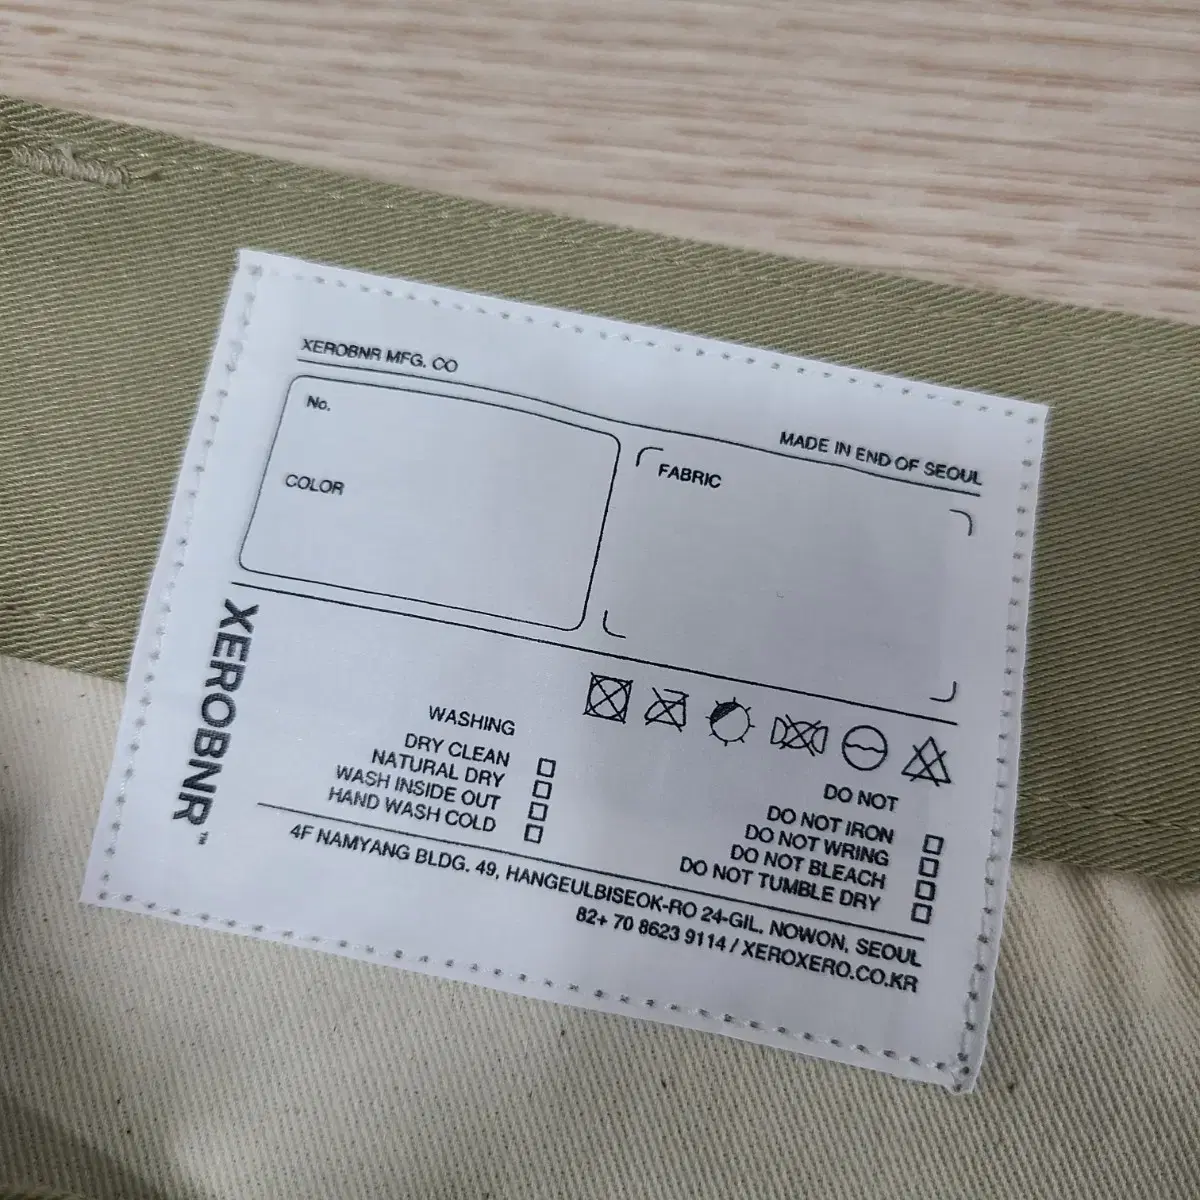 XEROBNR MFG. CO
MADE IN END OF SEOUL
No.
COLOR
FABRIC
XEROBNR™
WASHING
DRY CLEAN
NATURAL DRY
WASH INSIDE OUT
HAND WASH COLD
DO NOT
DO NOT IRON
DO NOT WRING
DO NOT BLEACH
DO NOT TUMBLE DRY
4F NAMYANG BLDG. 49, HANGEULBISEOK-RO 24-GIL, NOWON, SEOUL
82+ 70 8623 9114 / XEROXERO.CO.KR